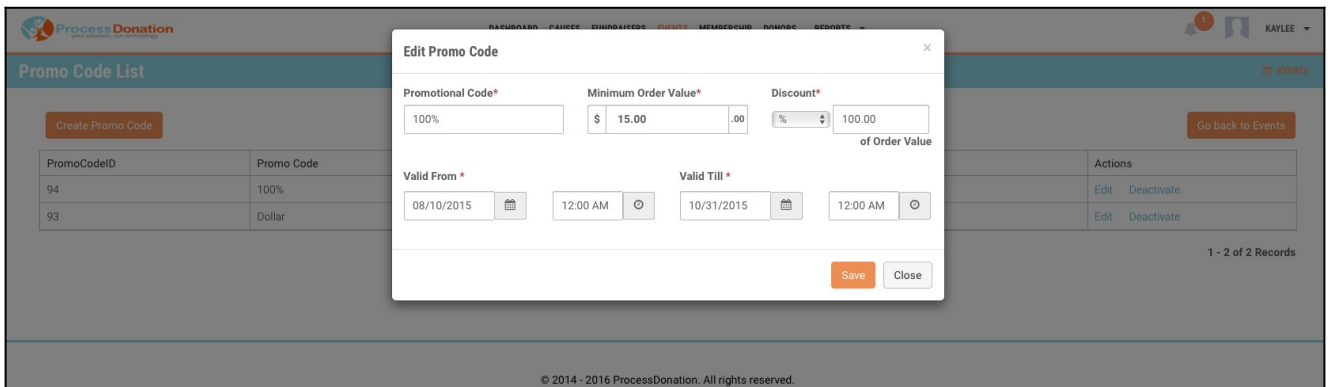 ProcessDonation
your passion, our technology
DASHBOARD CAUSES FUNDRAISERS EVENTS MEMBERSHIP DONORS REPORTS
1
KAYLEE
Promo Code List
EVENTS
Edit Promo Code
×
Promotional Code* Minimum Order Value* Discount*
100% $ 15.00 .00 % 100.00
of Order Value
Valid From * Valid Till *
08/10/2015 12:00 AM 10/31/2015 12:00 AM
Save Close
Create Promo Code
Go back to Events
PromoCodeID Promo Code Actions
94 100% Edit Deactivate
93 Dollar Edit Deactivate
1 - 2 of 2 Records
© 2014 - 2016 ProcessDonation. All rights reserved.